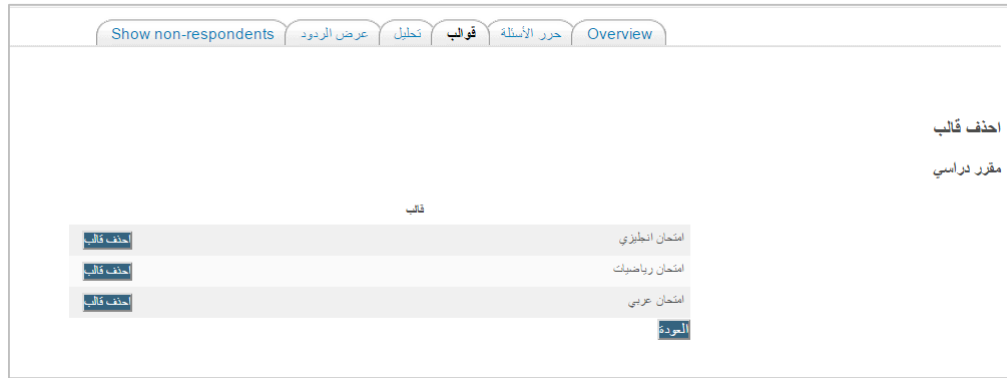 Overview حرر الأسئلة قوالب تحليل عرض الردود Show non-respondents
احذف قالب
مقرر دراسي
قالب
امتحان انجليزي احذف قالب
امتحان رياضيات احذف قالب
امتحان عربي احذف قالب
العودة